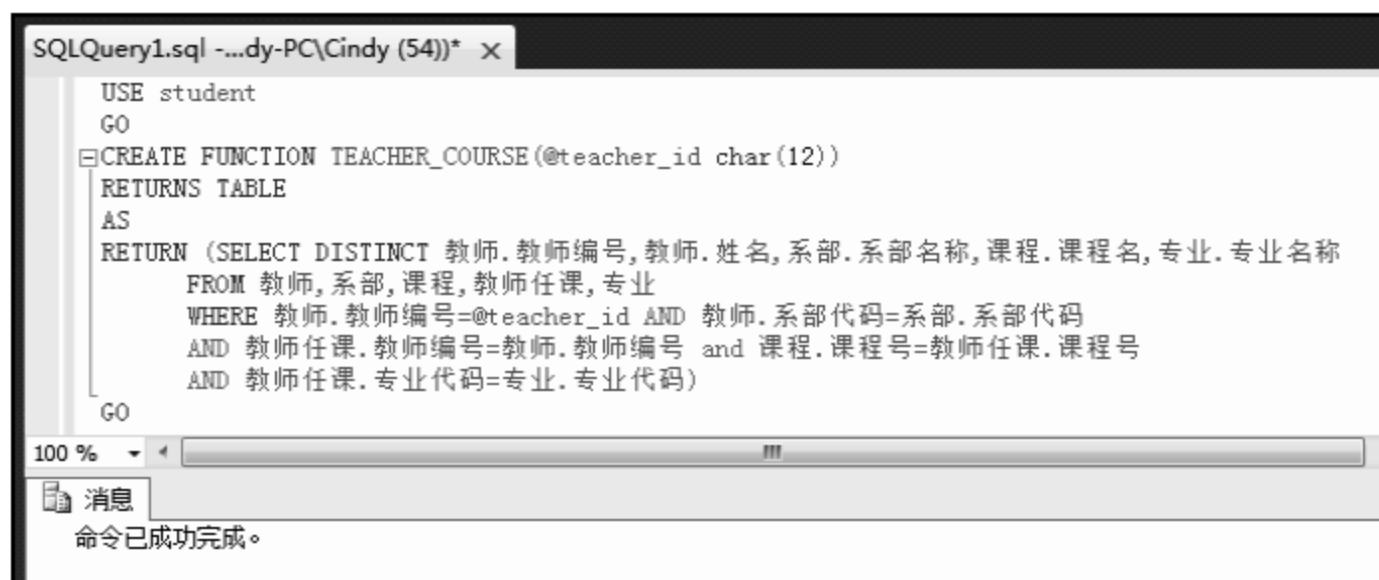 SQLQuery1.sql -...dy-PC\Cindy (54))* ×
USE student
GO
CREATE FUNCTION TEACHER_COURSE(@teacher_id char(12))
RETURNS TABLE
AS
RETURN (SELECT DISTINCT 教师.教师编号,教师.姓名,系部.系部名称,课程.课程名,专业.专业名称
FROM 教师,系部,课程,教师任课,专业
WHERE 教师.教师编号=@teacher_id AND 教师.系部代码=系部.系部代码
AND 教师任课.教师编号=教师.教师编号 and 课程.课程号=教师任课.课程号
AND 教师任课.专业代码=专业.专业代码)
GO
100 %
消息
命令已成功完成。